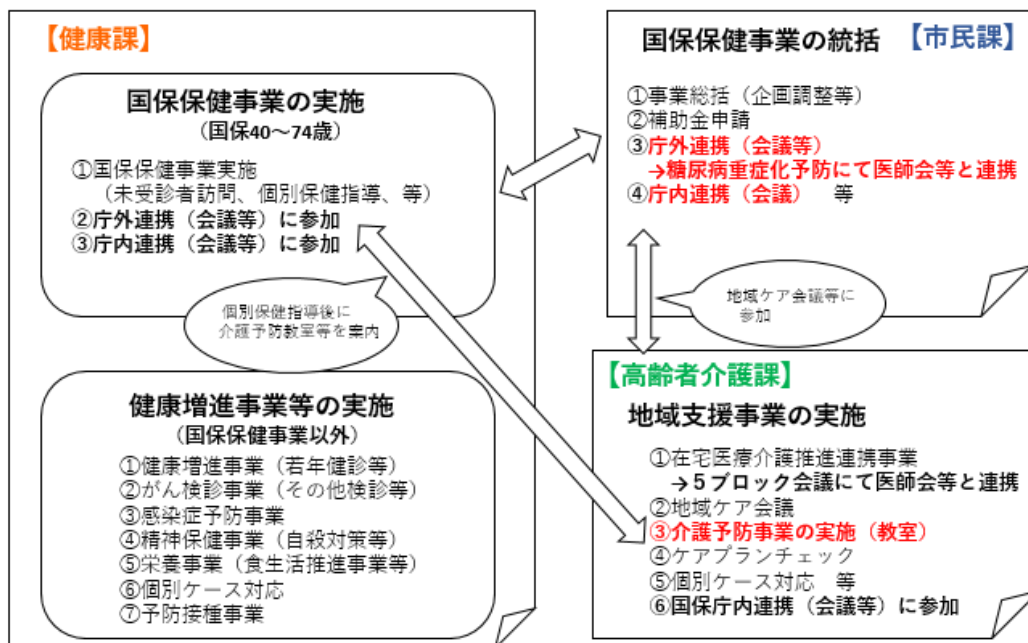 【健康課】
国保保健事業の実施
(国保40～74歳)
①国保保健事業実施
（未受診者訪問、個別保健指導、等）
②庁外連携（会議等）に参加
③庁内連携（会議等）に参加
個別保健指導後に
介護予防教室等を案内
健康増進事業等の実施
(国保保健事業以外)
①健康増進事業（若年健診等）
②がん検診事業（その他検診等）
③感染症予防事業
④精神保健事業（自殺対策等）
⑤栄養事業（食生活推進事業等）
⑥個別ケース対応
⑦予防接種事業
国保保健事業の統括 【市民課】
①事業総括（企画調整等）
②補助金申請
③庁外連携（会議等）
→糖尿病重症化予防にて医師会等と連携
④庁内連携（会議） 等
地域ケア会議等に
参加
【高齢者介護課】
地域支援事業の実施
①在宅医療介護推進連携事業
→５ブロック会議にて医師会等と連携
②地域ケア会議
③介護予防事業の実施（教室）
④ケアプランチェック
⑤個別ケース対応 等
⑥国保庁内連携（会議等）に参加